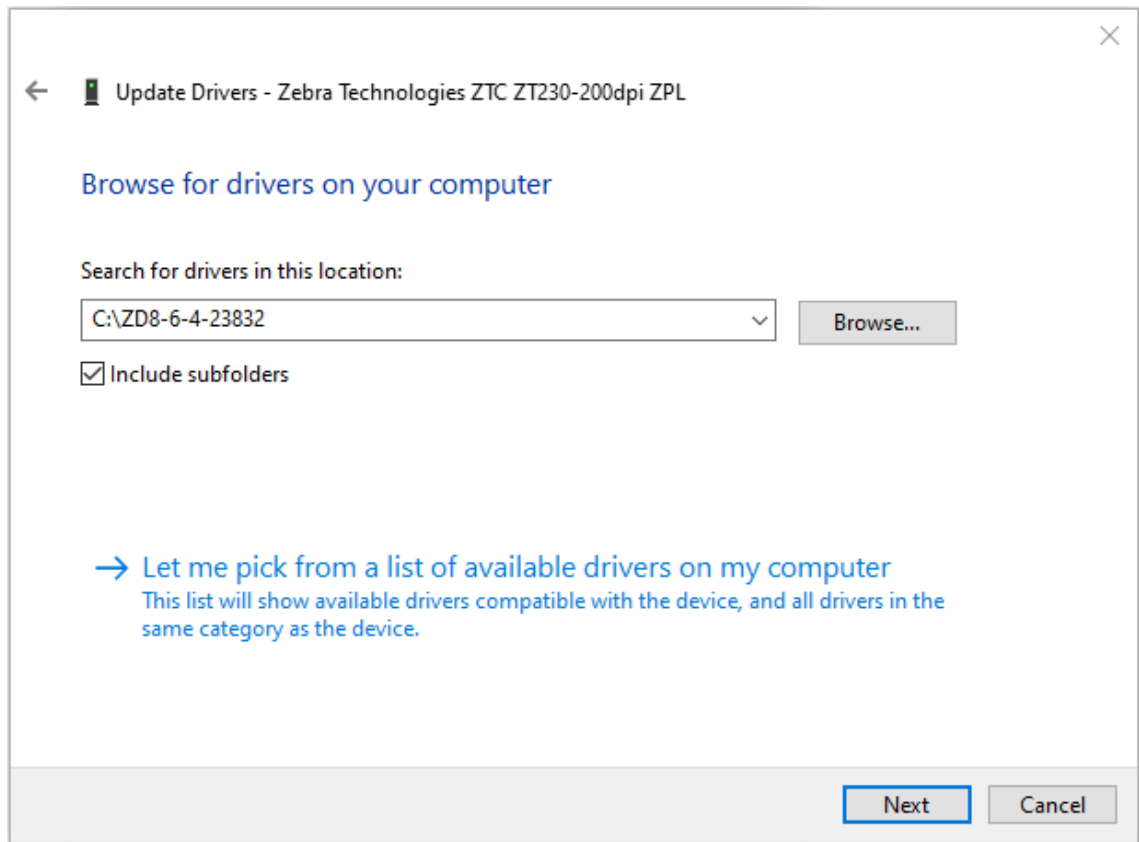 Update Drivers - Zebra Technologies ZTC ZT230-200dpi ZPL
Browse for drivers on your computer
Search for drivers in this location:
C:\ZD8-6-4-23832
Browse...
Include subfolders
Let me pick from a list of available drivers on my computer
This list will show available drivers compatible with the device, and all drivers in the
same category as the device.
Next
Cancel